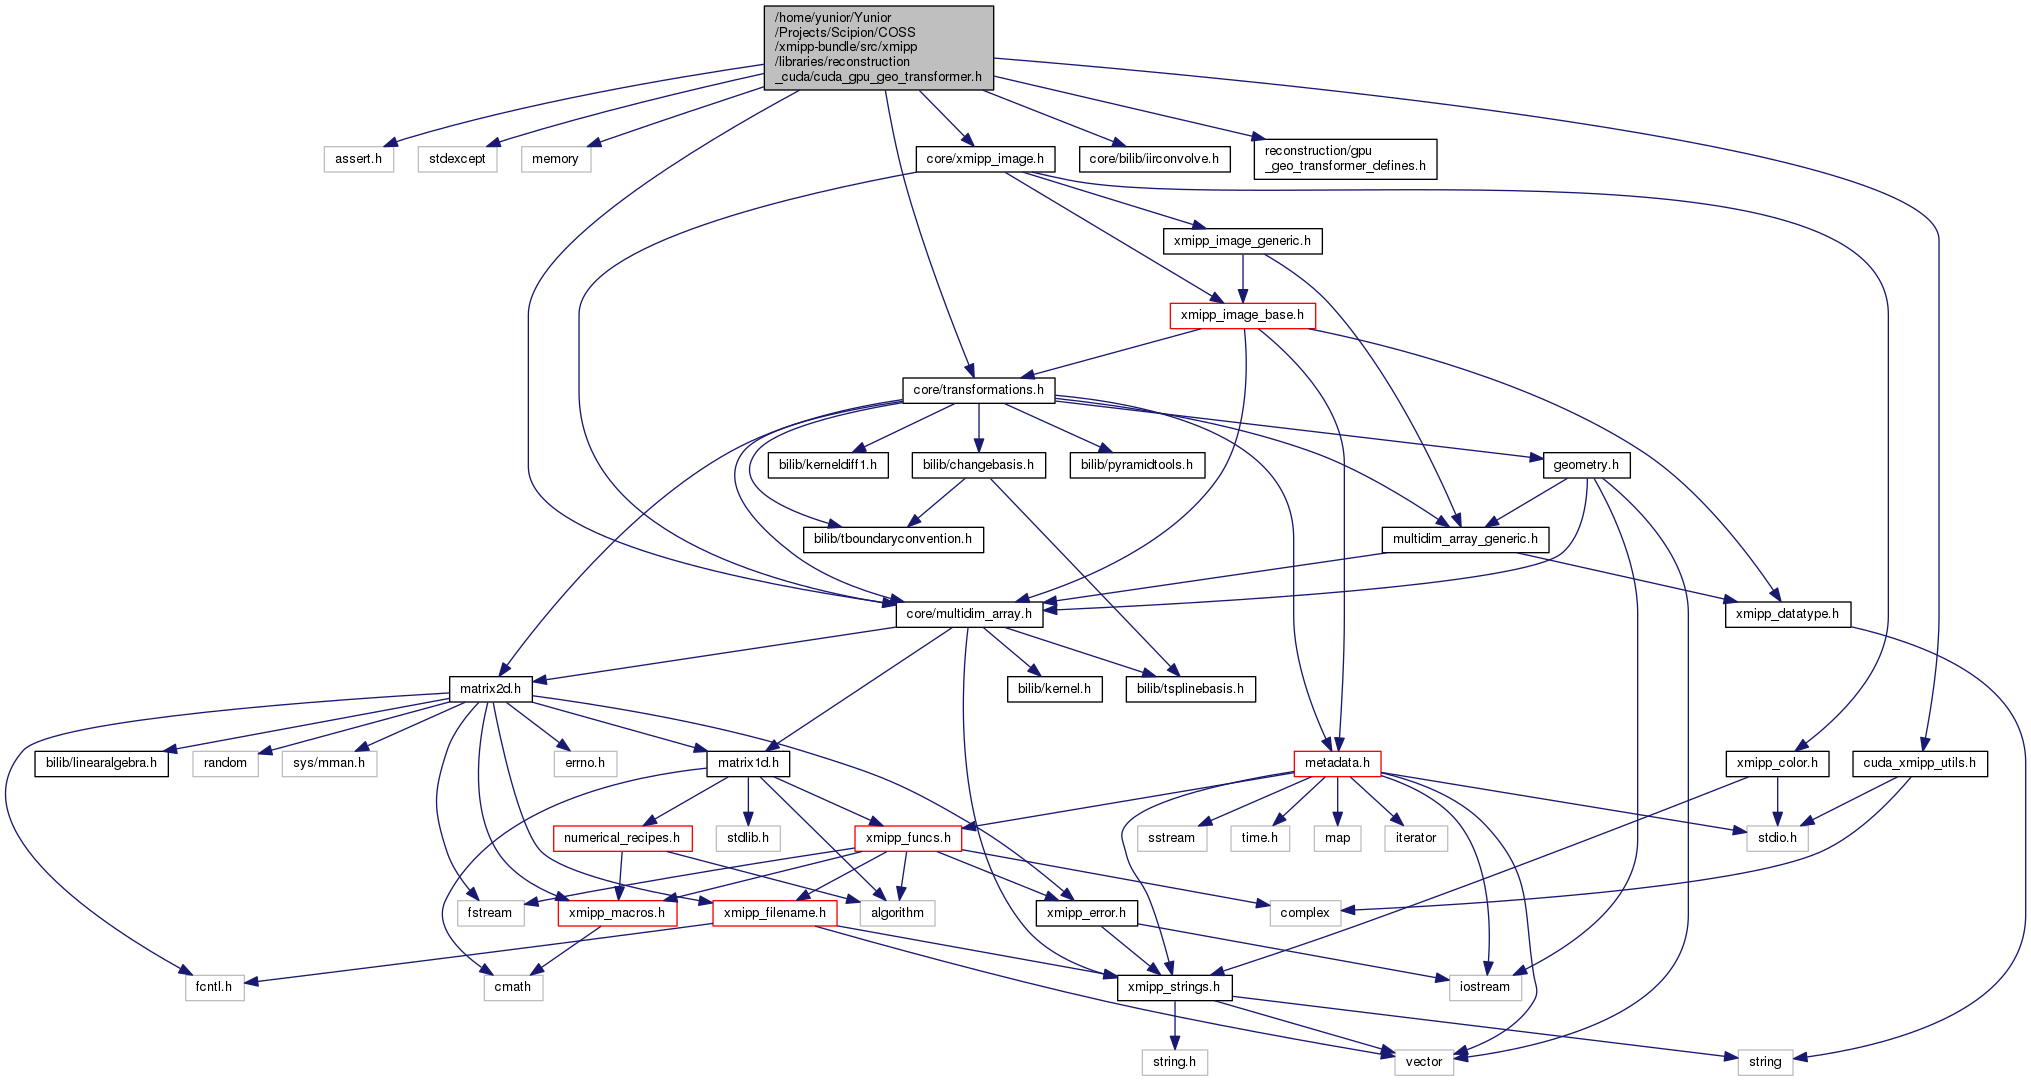 /home/yunior/Yunior
/Projects/Scipion/COSS
/xmipp-bundle/src/xmipp
/libraries/reconstruction
_cuda/cuda_gpu_geo_transformer.h
assert.h
stdexcept
memory
core/xmipp_image.h
core/bilib/iirconvolve.h
reconstruction/gpu
_geo_transformer_defines.h
xmipp_image_generic.h
xmipp_image_base.h
core/transformations.h
bilib/kerneldiff1.h
bilib/changebasis.h
bilib/pyramidtools.h
geometry.h
bilib/tboundaryconvention.h
multidim_array_generic.h
core/multidim_array.h
xmipp_datatype.h
matrix2d.h
bilib/kernel.h
bilib/tsplinebasis.h
bilib/linearalgebra.h
random
sys/mman.h
errno.h
matrix1d.h
metadata.h
xmipp_color.h
cuda_xmipp_utils.h
numerical_recipes.h
stdlib.h
xmipp_funcs.h
sstream
time.h
map
iterator
stdio.h
fstream
xmipp_macros.h
xmipp_filename.h
algorithm
xmipp_error.h
complex
fcntl.h
cmath
xmipp_strings.h
iostream
string.h
vector
string